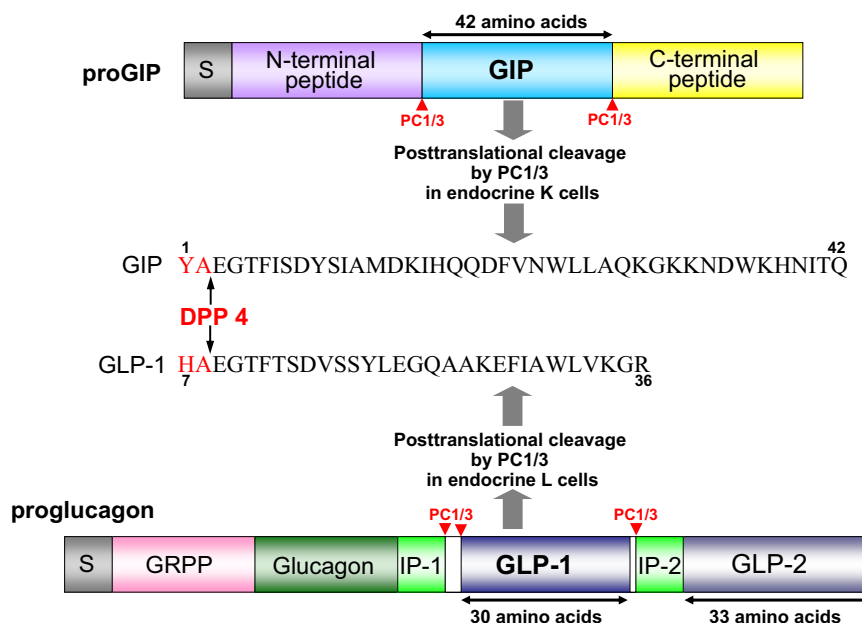 42 amino acids
proGIP
S
N-terminal
peptide
GIP
C-terminal
peptide
PC1/3
PC1/3
Posttranslational cleavage
by PC1/3
in endocrine K cells
1
42
GIP
YAEGTFISDYSIAMDKIHQQDFVNWLLAQKGKKNDWKHNITQ
DPP 4
GLP-1
HAEGTFTSDVSSYLEGQAAKEFIAWLVKGR
7
36
Posttranslational cleavage
by PC1/3
in endocrine L cells
proglucagon
PC1/3
PC1/3
S
GRPP
Glucagon
IP-1
GLP-1
IP-2
GLP-2
30 amino acids
33 amino acids